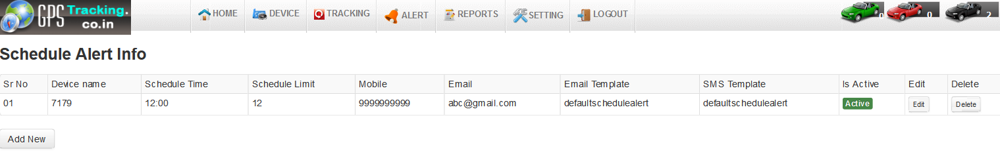 GPS Tracking. co.in
HOME DEVICE TRACKING ALERT REPORTS SETTING LOGOUT 0 0 2
Schedule Alert Info
Sr No Device name Schedule Time Schedule Limit Mobile Email Email Template SMS Template Is Active Edit Delete
01 7179 12:00 12 9999999999 abc@gmail.com defaultschedulealert defaultschedulealert Active Edit Delete
Add New